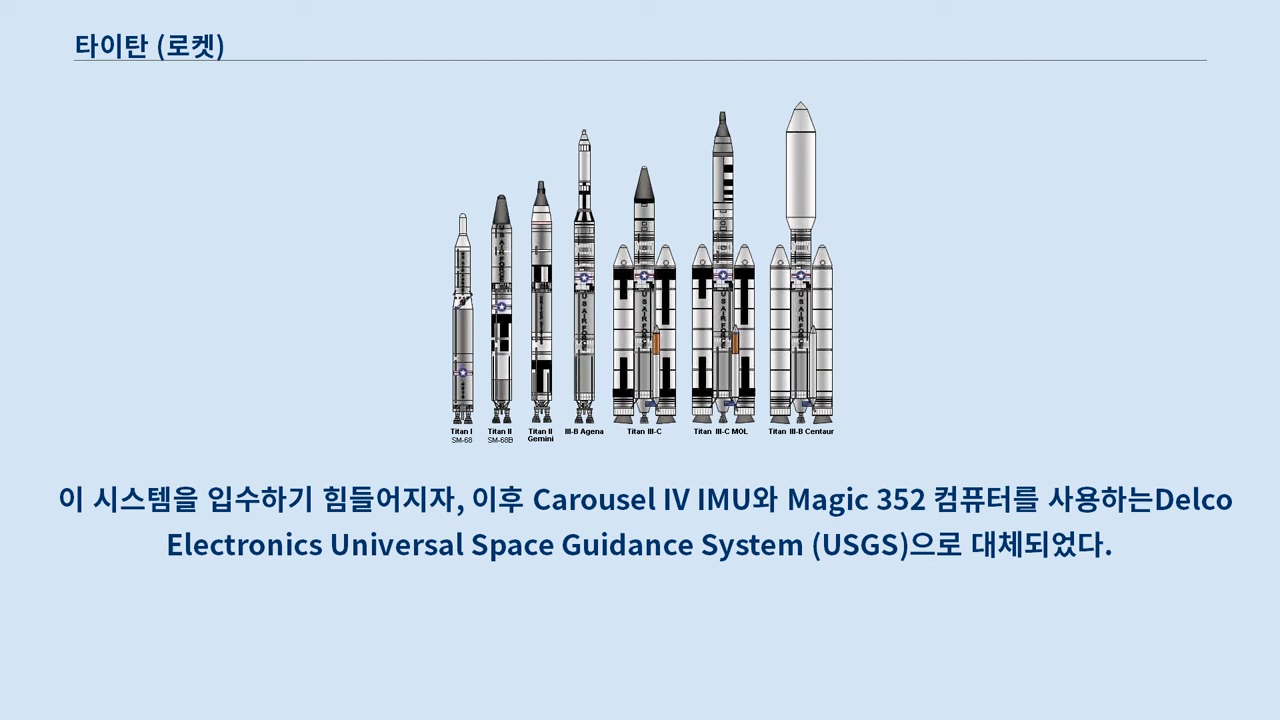 타이탄 (로켓)
Titan I
SM-68
Titan II
SM-68B
Titan II
Gemini
III-B Agena
Titan III-C
Titan III-C MOL
Titan III-B Centaur
이 시스템을 입수하기 힘들어지자, 이후 Carousel IV IMU와 Magic 352 컴퓨터를 사용하는Delco
Electronics Universal Space Guidance System (USGS)으로 대체되었다.